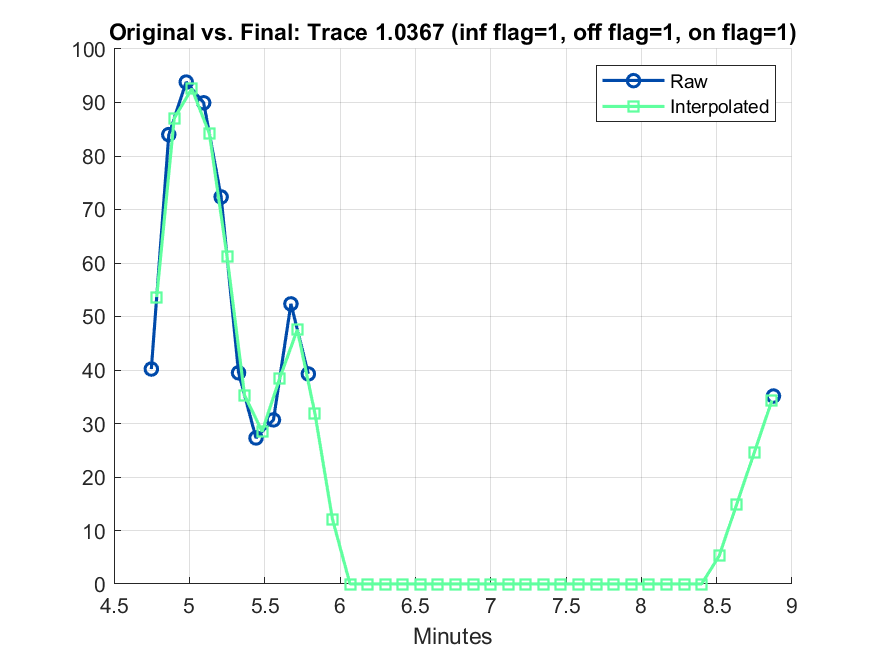 Original vs. Final: Trace 1.0367 (inf flag=1, off flag=1, on flag=1)
100
90
80
70
60
50
40
30
20
10
0
Raw
Interpolated
4.5 5 5.5 6 6.5 7 7.5 8 8.5 9
Minutes